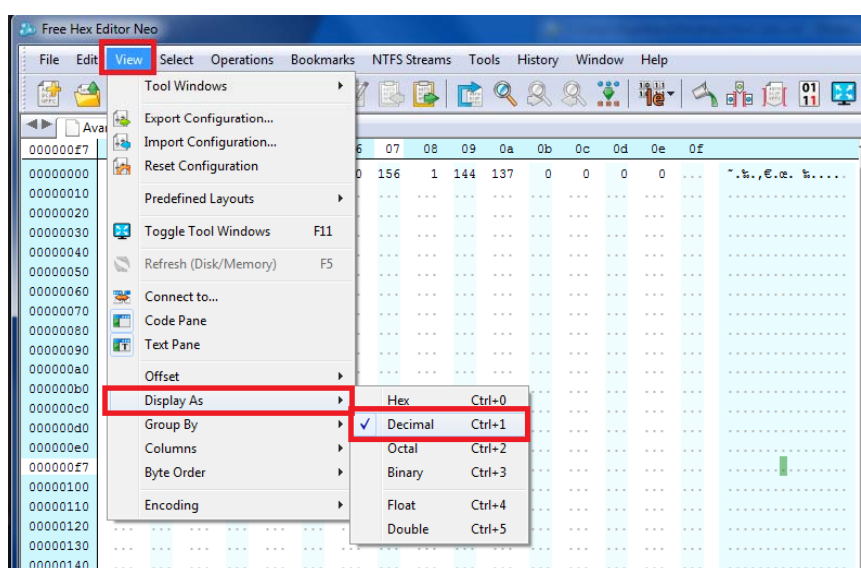 Free Hex Editor Neo
File Edit View Select Operations Bookmarks NTFS Streams Tools History Window Help
Tool Windows
Export Configuration...
Import Configuration...
Reset Configuration
Predefined Layouts
Toggle Tool Windows F11
Refresh (Disk/Memory) F5
Connect to...
Code Pane
Text Pane
Offset
Display As
Group By
Columns
Byte Order
Encoding
Hex Ctrl+0
Decimal Ctrl+1
Octal Ctrl+2
Binary Ctrl+3
Float Ctrl+4
Double Ctrl+5
000000f7 07 08 09 0a 0b 0c 0d 0e 0f
00000000 156 1 144 137 0 0 0 0
00000010
00000020
00000030
00000040
00000050
00000060
00000070
00000080
00000090
000000a0
000000b0
000000c0
000000d0
000000e0
000000f7
00000100
00000110
00000120
00000130
00000140